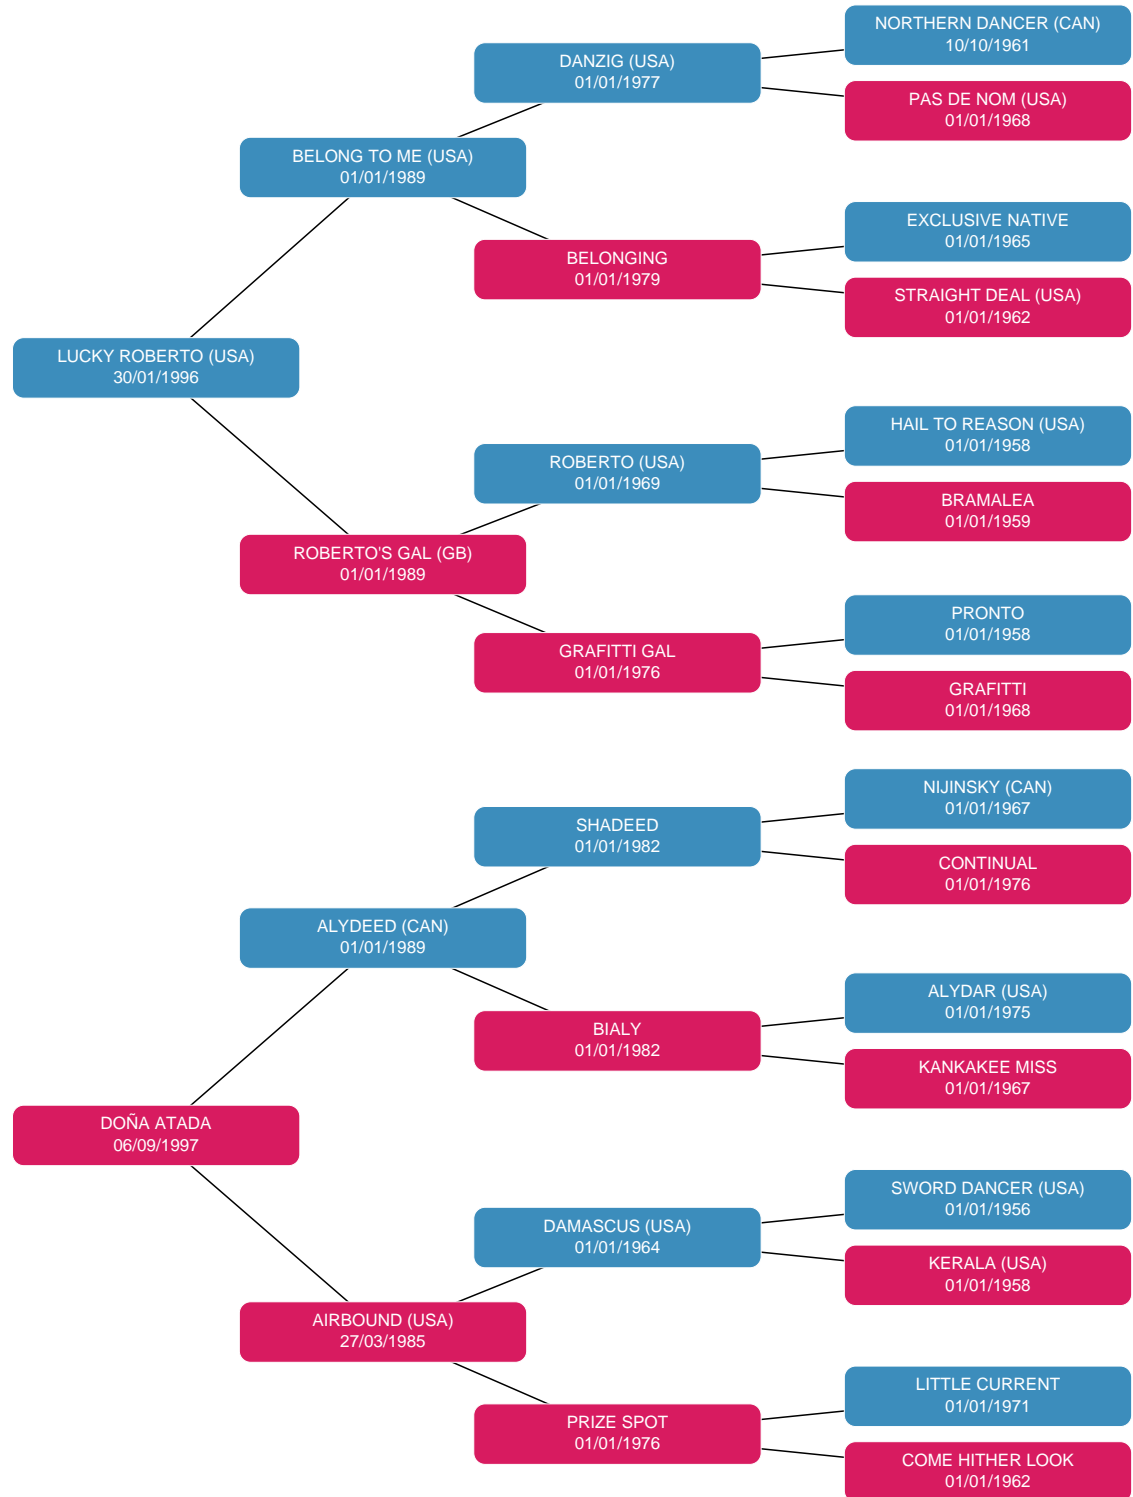 NORTHERN DANCER (CAN)
10/10/1961
DANZIG (USA)
01/01/1977
PAS DE NOM (USA)
01/01/1968
BELONG TO ME (USA)
01/01/1989
EXCLUSIVE NATIVE
01/01/1965
BELONGING
01/01/1979
STRAIGHT DEAL (USA)
01/01/1962
LUCKY ROBERTO (USA)
30/01/1996
HAIL TO REASON (USA)
01/01/1958
ROBERTO (USA)
01/01/1969
BRAMALEA
01/01/1959
ROBERTO'S GAL (GB)
01/01/1989
PRONTO
01/01/1958
GRAFITTI GAL
01/01/1976
GRAFITTI
01/01/1968
NIJINSKY (CAN)
01/01/1967
SHADEED
01/01/1982
CONTINUAL
01/01/1976
ALYDEED (CAN)
01/01/1989
ALYDAR (USA)
01/01/1975
BIALY
01/01/1982
KANKAKEE MISS
01/01/1967
DOÑA ATADA
06/09/1997
SWORD DANCER (USA)
01/01/1956
DAMASCUS (USA)
01/01/1964
KERALA (USA)
01/01/1958
AIRBOUND (USA)
27/03/1985
LITTLE CURRENT
01/01/1971
PRIZE SPOT
01/01/1976
COME HITHER LOOK
01/01/1962